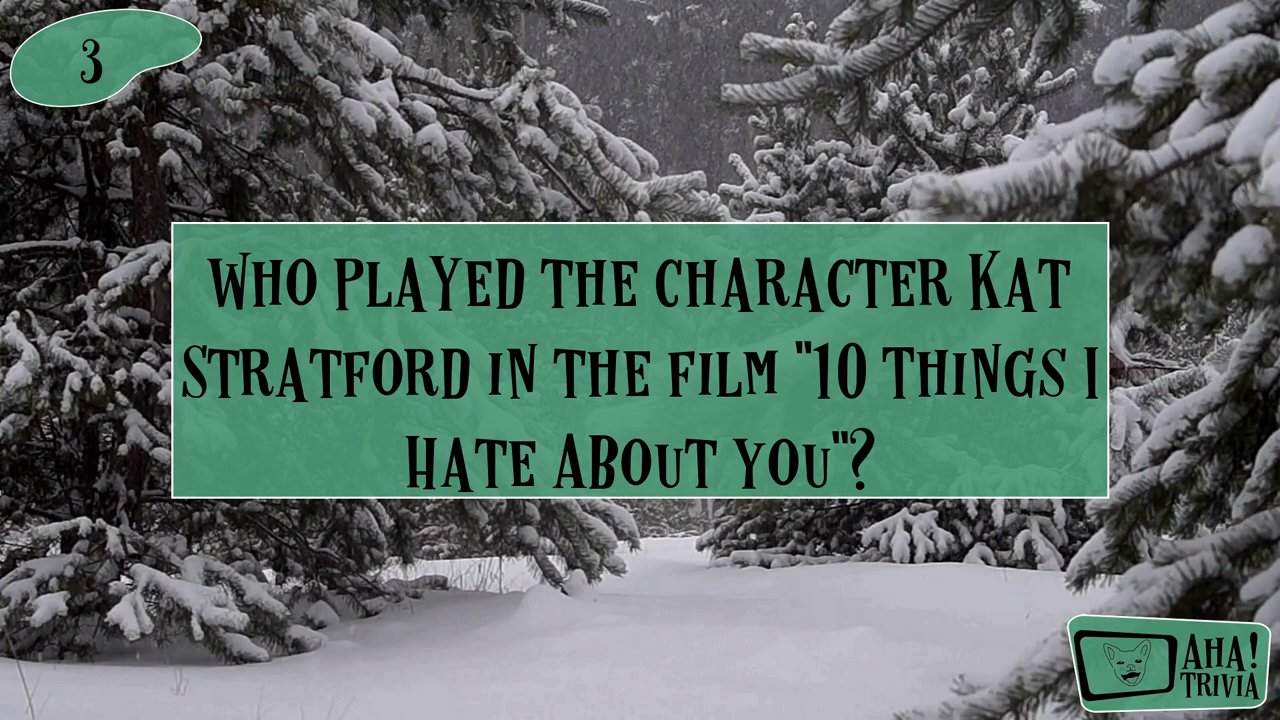 3
WHO PLAYED THE CHARACTER KAT
STRATFORD IN THE FILM "10 THINGS I
HATE ABOUT YOU"?
AHA!
TRIVIA